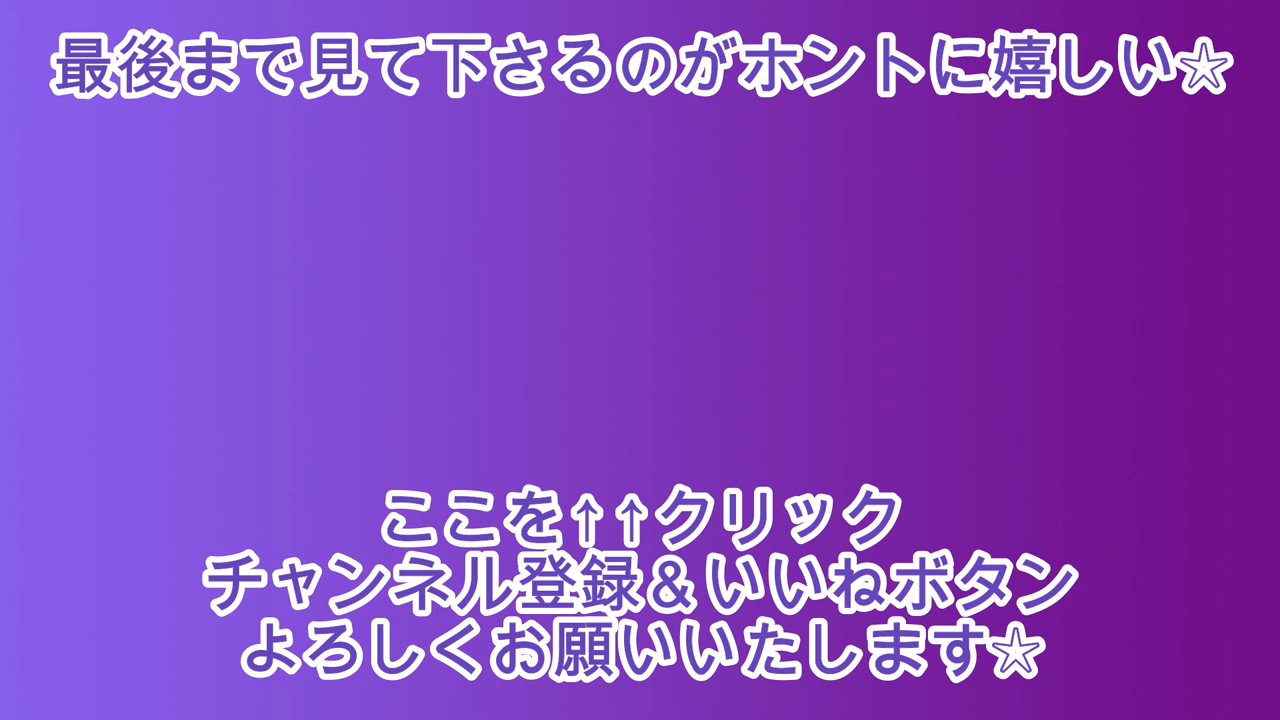 最後まで見て下さるのがホントに嬉しい☆
ここを↑↑クリック
チャンネル登録＆いいねボタン
よろしくお願いいたします☆